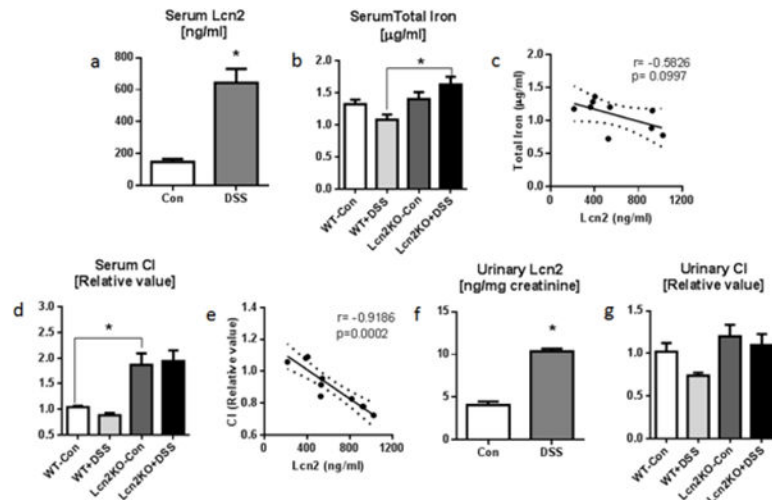 a
Serum Lcn2
[ng/ml]
800
600
400
200
0
*
Con
DSS
b
SerumTotal Iron
[µg/ml]
2.0
1.5
1.0
0.5
0.0
*
WT-Con
WT+DSS
Lcn2KO-Con
Lcn2KO+DSS
c
Total Iron (µg/ml)
2.0
1.5
1.0
0.5
0.0
r= -0.5826
p= 0.0997
0
400
800
1200
Lcn2 (ng/ml)
d
Serum CI
[Relative value]
3.0
2.5
2.0
1.5
1.0
0.5
*
WT-Con
WT+DSS
Lcn2KO-Con
Lcn2KO+DSS
e
CI (Relative value)
1.4
1.2
1.0
0.8
0.6
r= -0.9186
p=0.0002
0
400
800
1200
Lcn2 (ng/ml)
f
Urinary Lcn2
[ng/mg creatinine]
15
10
5
0
*
Con
DSS
g
Urinary CI
[Relative value]
1.5
1.0
0.5
0.0
WT-Con
WT+DSS
Lcn2KO-Con
Lcn2KO+DSS